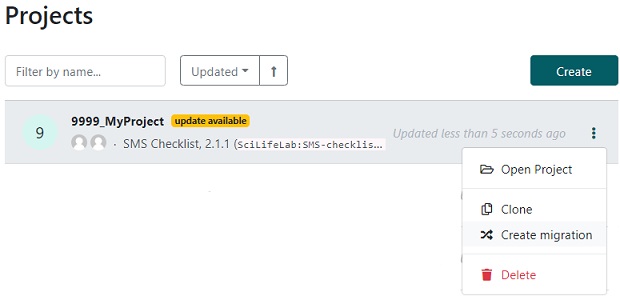 Projects
Filter by name...
Updated
Create
9
9999_MyProject update available
· SMS Checklist, 2.1.1 (SciLifeLab:SMS-checklis...
Updated less than 5 seconds ago
Open Project
Clone
Create migration
Delete